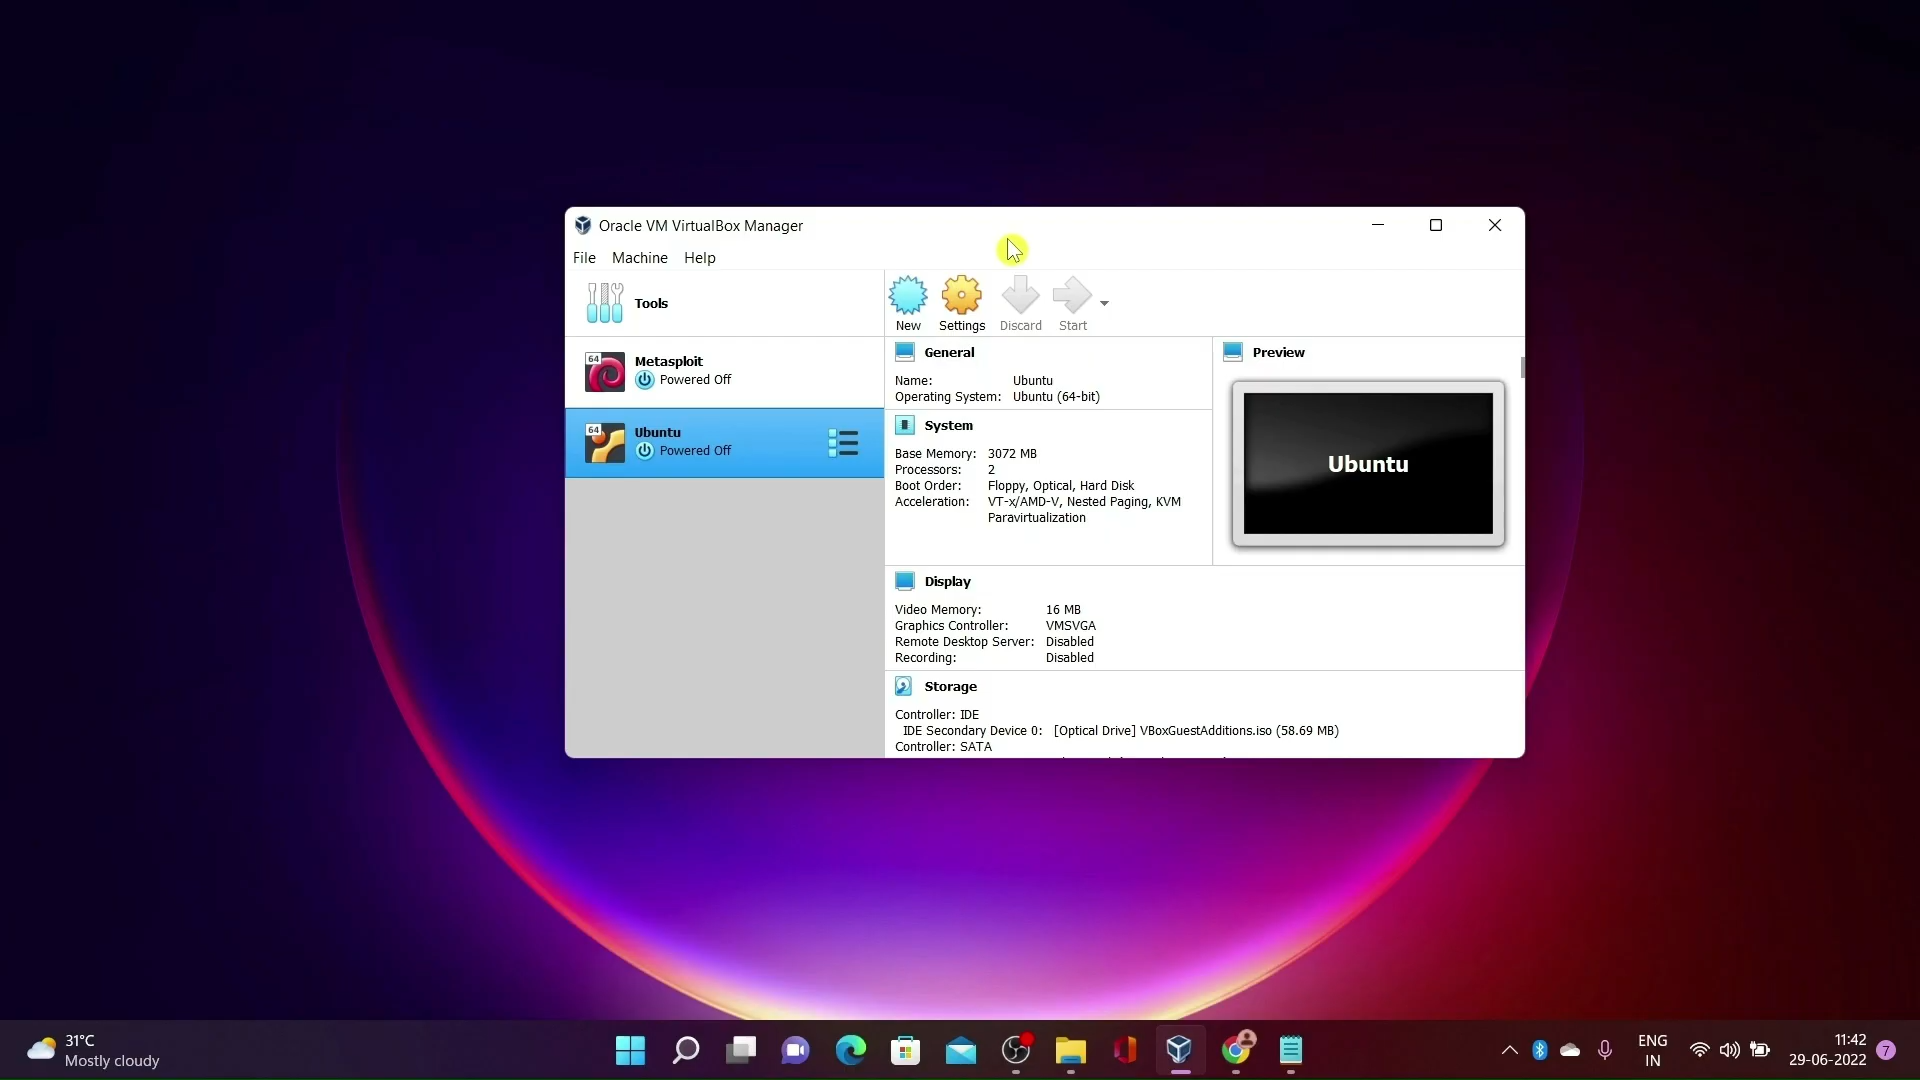 Oracle VM VirtualBox Manager
File Machine Help
Tools
New Settings Discard Start
64
Metasploit
Powered Off
64
Ubuntu
Powered Off
General
Name: Ubuntu
Operating System: Ubuntu (64-bit)
System
Base Memory: 3072 MB
Processors: 2
Boot Order: Floppy, Optical, Hard Disk
Acceleration: VT-x/AMD-V, Nested Paging, KVM
Paravirtualization
Preview
Ubuntu
Display
Video Memory: 16 MB
Graphics Controller: VMSVGA
Remote Desktop Server: Disabled
Recording: Disabled
Storage
Controller: IDE
IDE Secondary Device 0: [Optical Drive] VBoxGuestAdditions.iso (58.69 MB)
Controller: SATA
31°C
Mostly cloudy
ENG
IN
11:42
29-06-2022
7